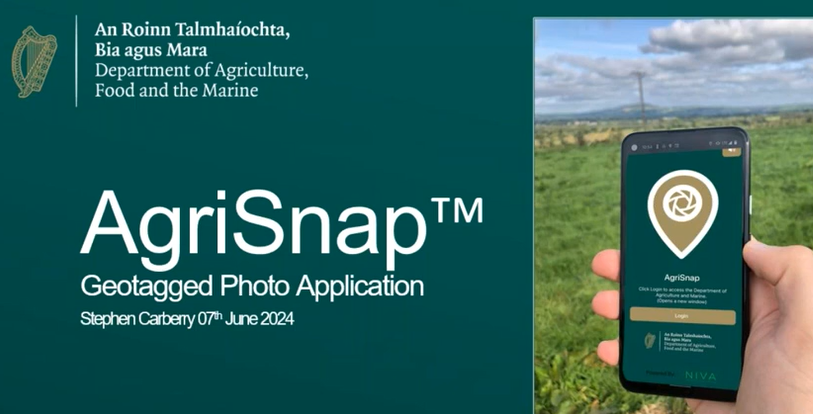 An Roinn Talmhaíochta,
Bia agus Mara
Department of Agriculture,
Food and the Marine
AgriSnap™
Geotagged Photo Application
Stephen Carberry 07th June 2024
AgriSnap
Click Login to access the Department of
Agriculture and Marine.
(Opens a new window)
Login
An Roinn Talmhaíochta,
Bia agus Mara
Department of Agriculture,
Food and the Marine
NIVA